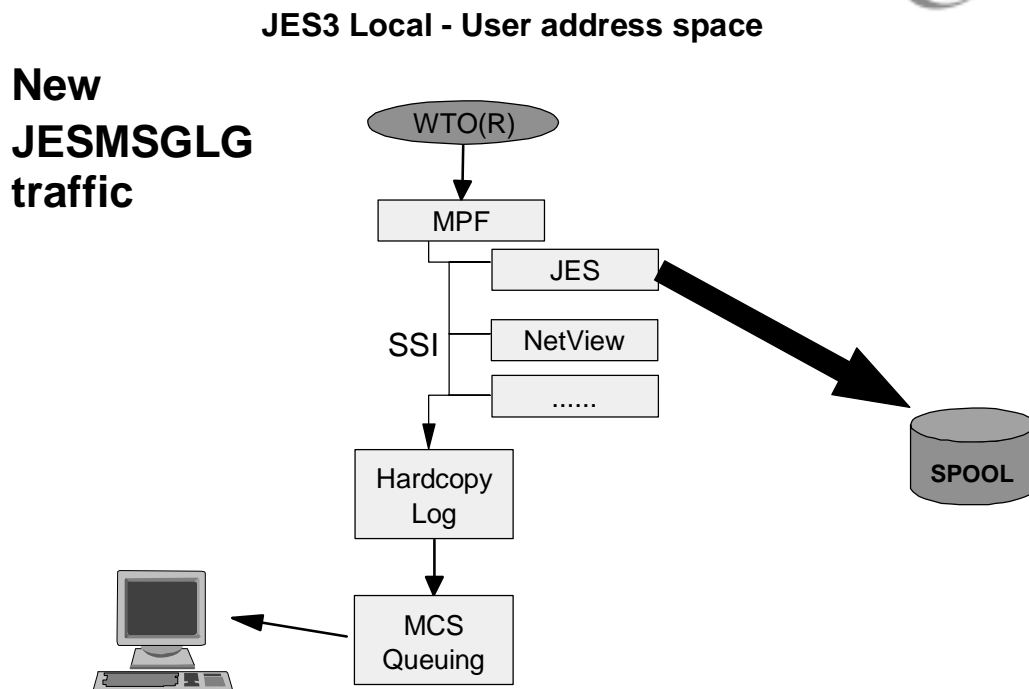 JES3 Local - User address space
New
JESMSGLG
traffic
WTO(R)
MPF
JES
SSI
NetView
......
Hardcopy
Log
SPOOL
MCS
Queuing